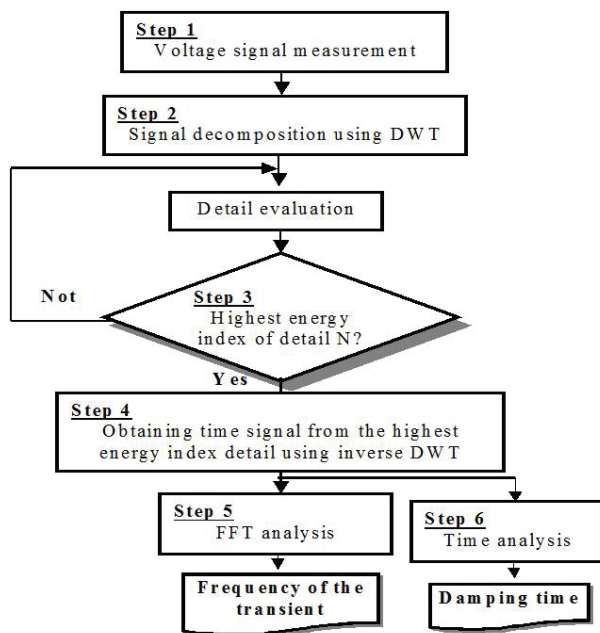 Step 1
Voltage signal measurement
Step 2
Signal decomposition using DWT
Detail evaluation
Not
Step 3
Highest energy
index of detail N?
Yes
Step 4
Obtaining time signal from the highest
energy index detail using inverse DWT
Step 5
FFT analysis
Step 6
Time analysis
Frequency of the
transient
Damping time